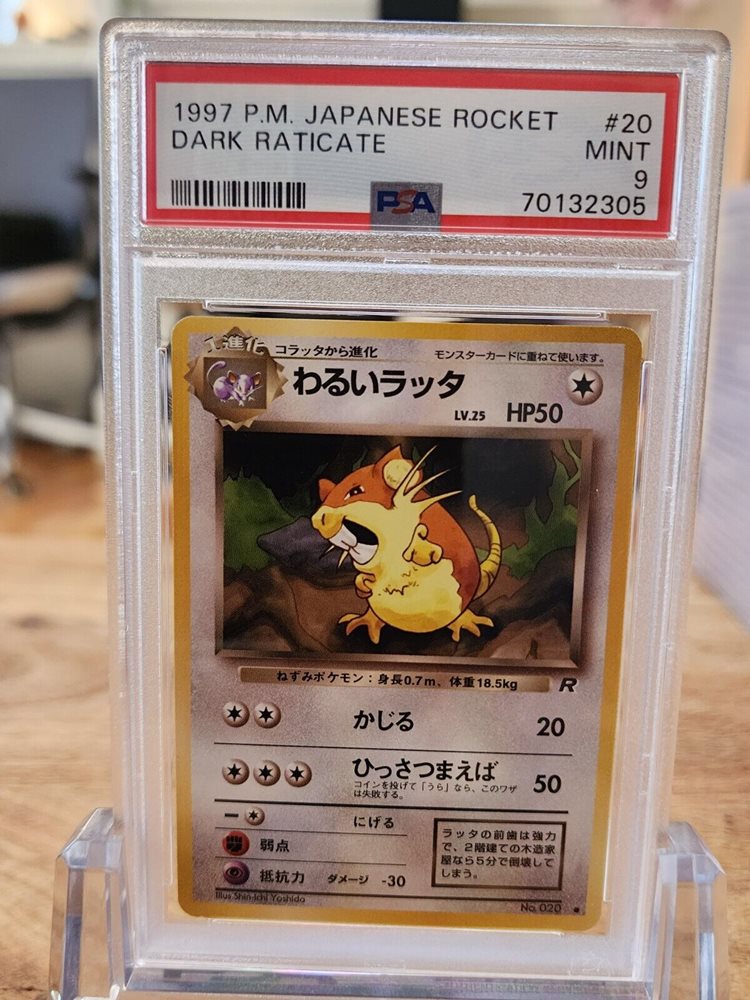 1997 P.M. JAPANESE ROCKET #20
DARK RATICATE MINT
9
PSA 70132305
1進化 コラッタから進化 モンスターカードに重ねて使います。
わるいラッタ
LV.25 HP50
ねずみポケモン：身長0.7m、体重18.5kg
R
かじる 20
ひっさつまえば 50
コインを投げて「うら」なら、このワザ
は失敗する。
ー にげる
弱点
抵抗力 ダメージ -30
ラッタの前歯は強力
で、2階建ての木造家
屋なら5分で倒壊して
しまう。
Illus Shin-ichi Yoshida No. 020